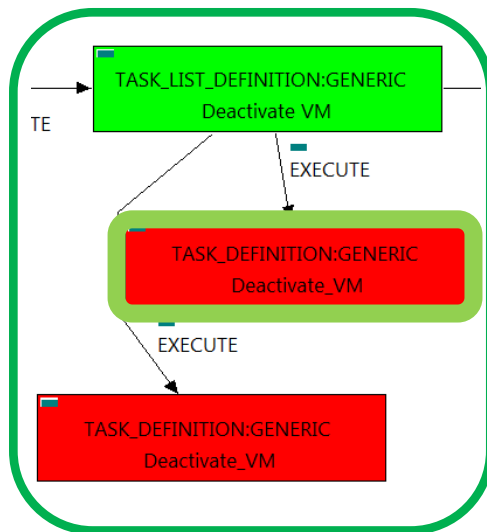 TASK_LIST_DEFINITION:GENERIC
Deactivate VM
TE
EXECUTE
TASK_DEFINITION:GENERIC
Deactivate_VM
EXECUTE
TASK_DEFINITION:GENERIC
Deactivate_VM